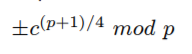 ±c^{(p+1)/4} mod p